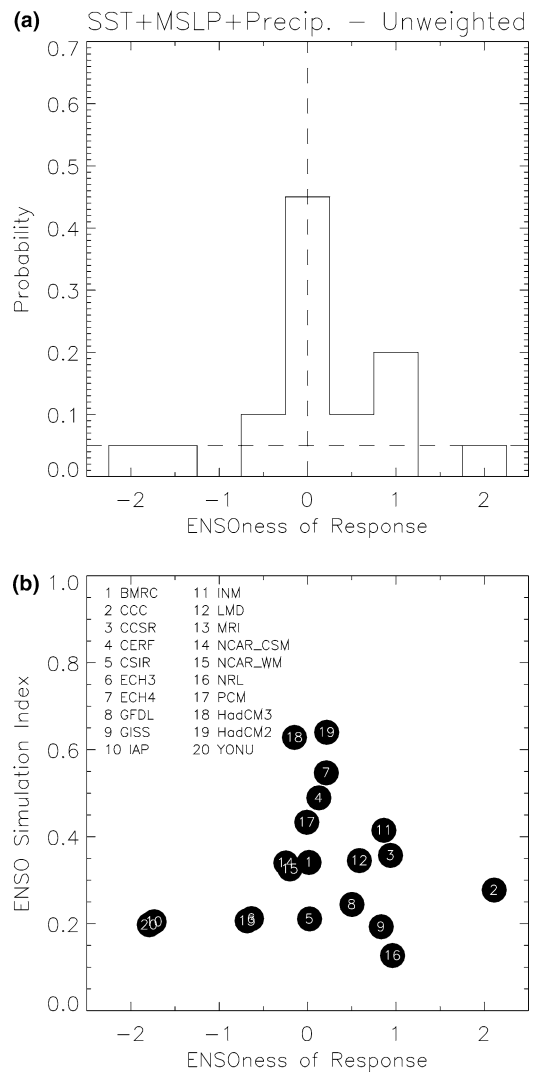 (a) SST+MSLP+Precip. – Unweighted
0.7
0.6
0.5
0.4
0.3
0.2
0.1
0.0
Probability
−2 −1 0 1 2
ENSOness of Response
(b)
1.0
0.8
0.6
0.4
0.2
0.0
ENSO Simulation Index
1 BMRC 11 INM
2 CCC 12 LMD
3 CCSR 13 MRI
4 CERF 14 NCAR_CSM
5 CSIR 15 NCAR_WM
6 ECH3 16 NRL
7 ECH4 17 PCM
8 GFDL 18 HadCM3
9 GISS 19 HadCM2
10 IAP 20 YONU
18 19
7
4
17
11
14 15 1 12 3
2
8
20 10 13 6 5 9
16
−2 −1 0 1 2
ENSOness of Response